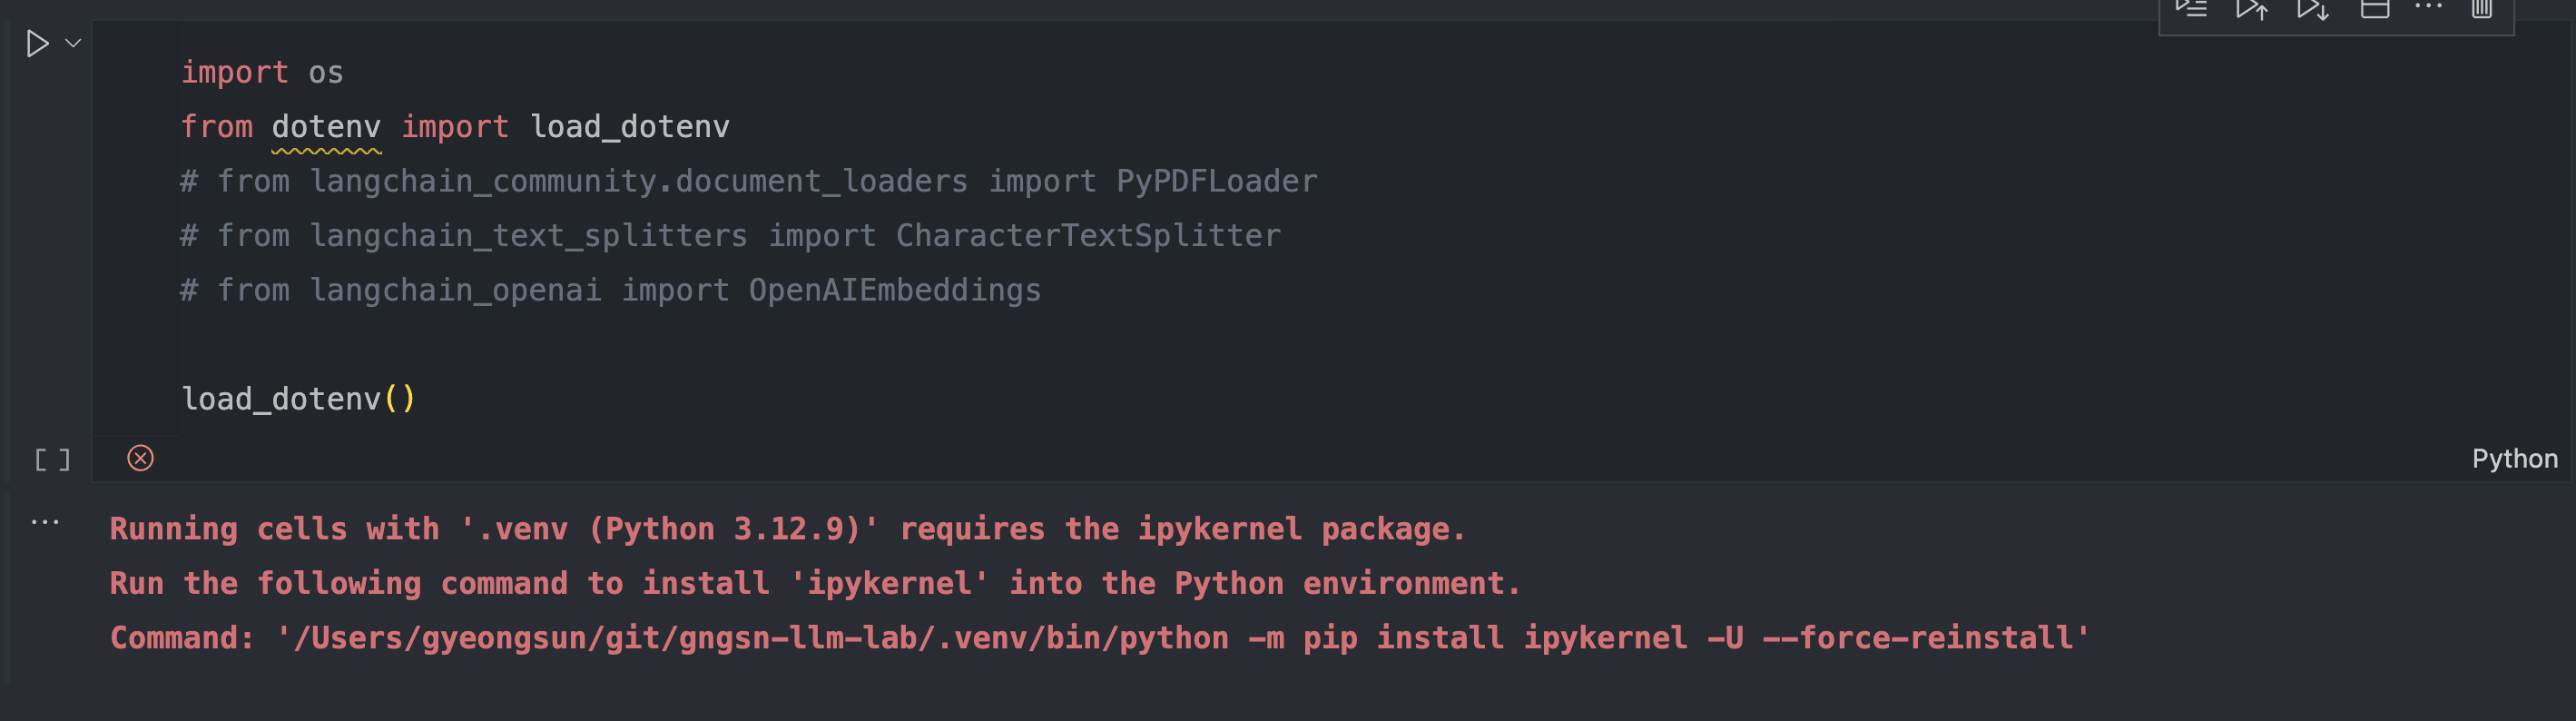 import os
from dotenv import load_dotenv
# from langchain_community.document_loaders import PyPDFLoader
# from langchain_text_splitters import CharacterTextSplitter
# from langchain_openai import OpenAIEmbeddings
load_dotenv()
[ ]
Python
Running cells with '.venv (Python 3.12.9)' requires the ipykernel package.
Run the following command to install 'ipykernel' into the Python environment.
Command: '/Users/gyeongsun/git/gngsn-llm-lab/.venv/bin/python -m pip install ipykernel -U --force-reinstall'